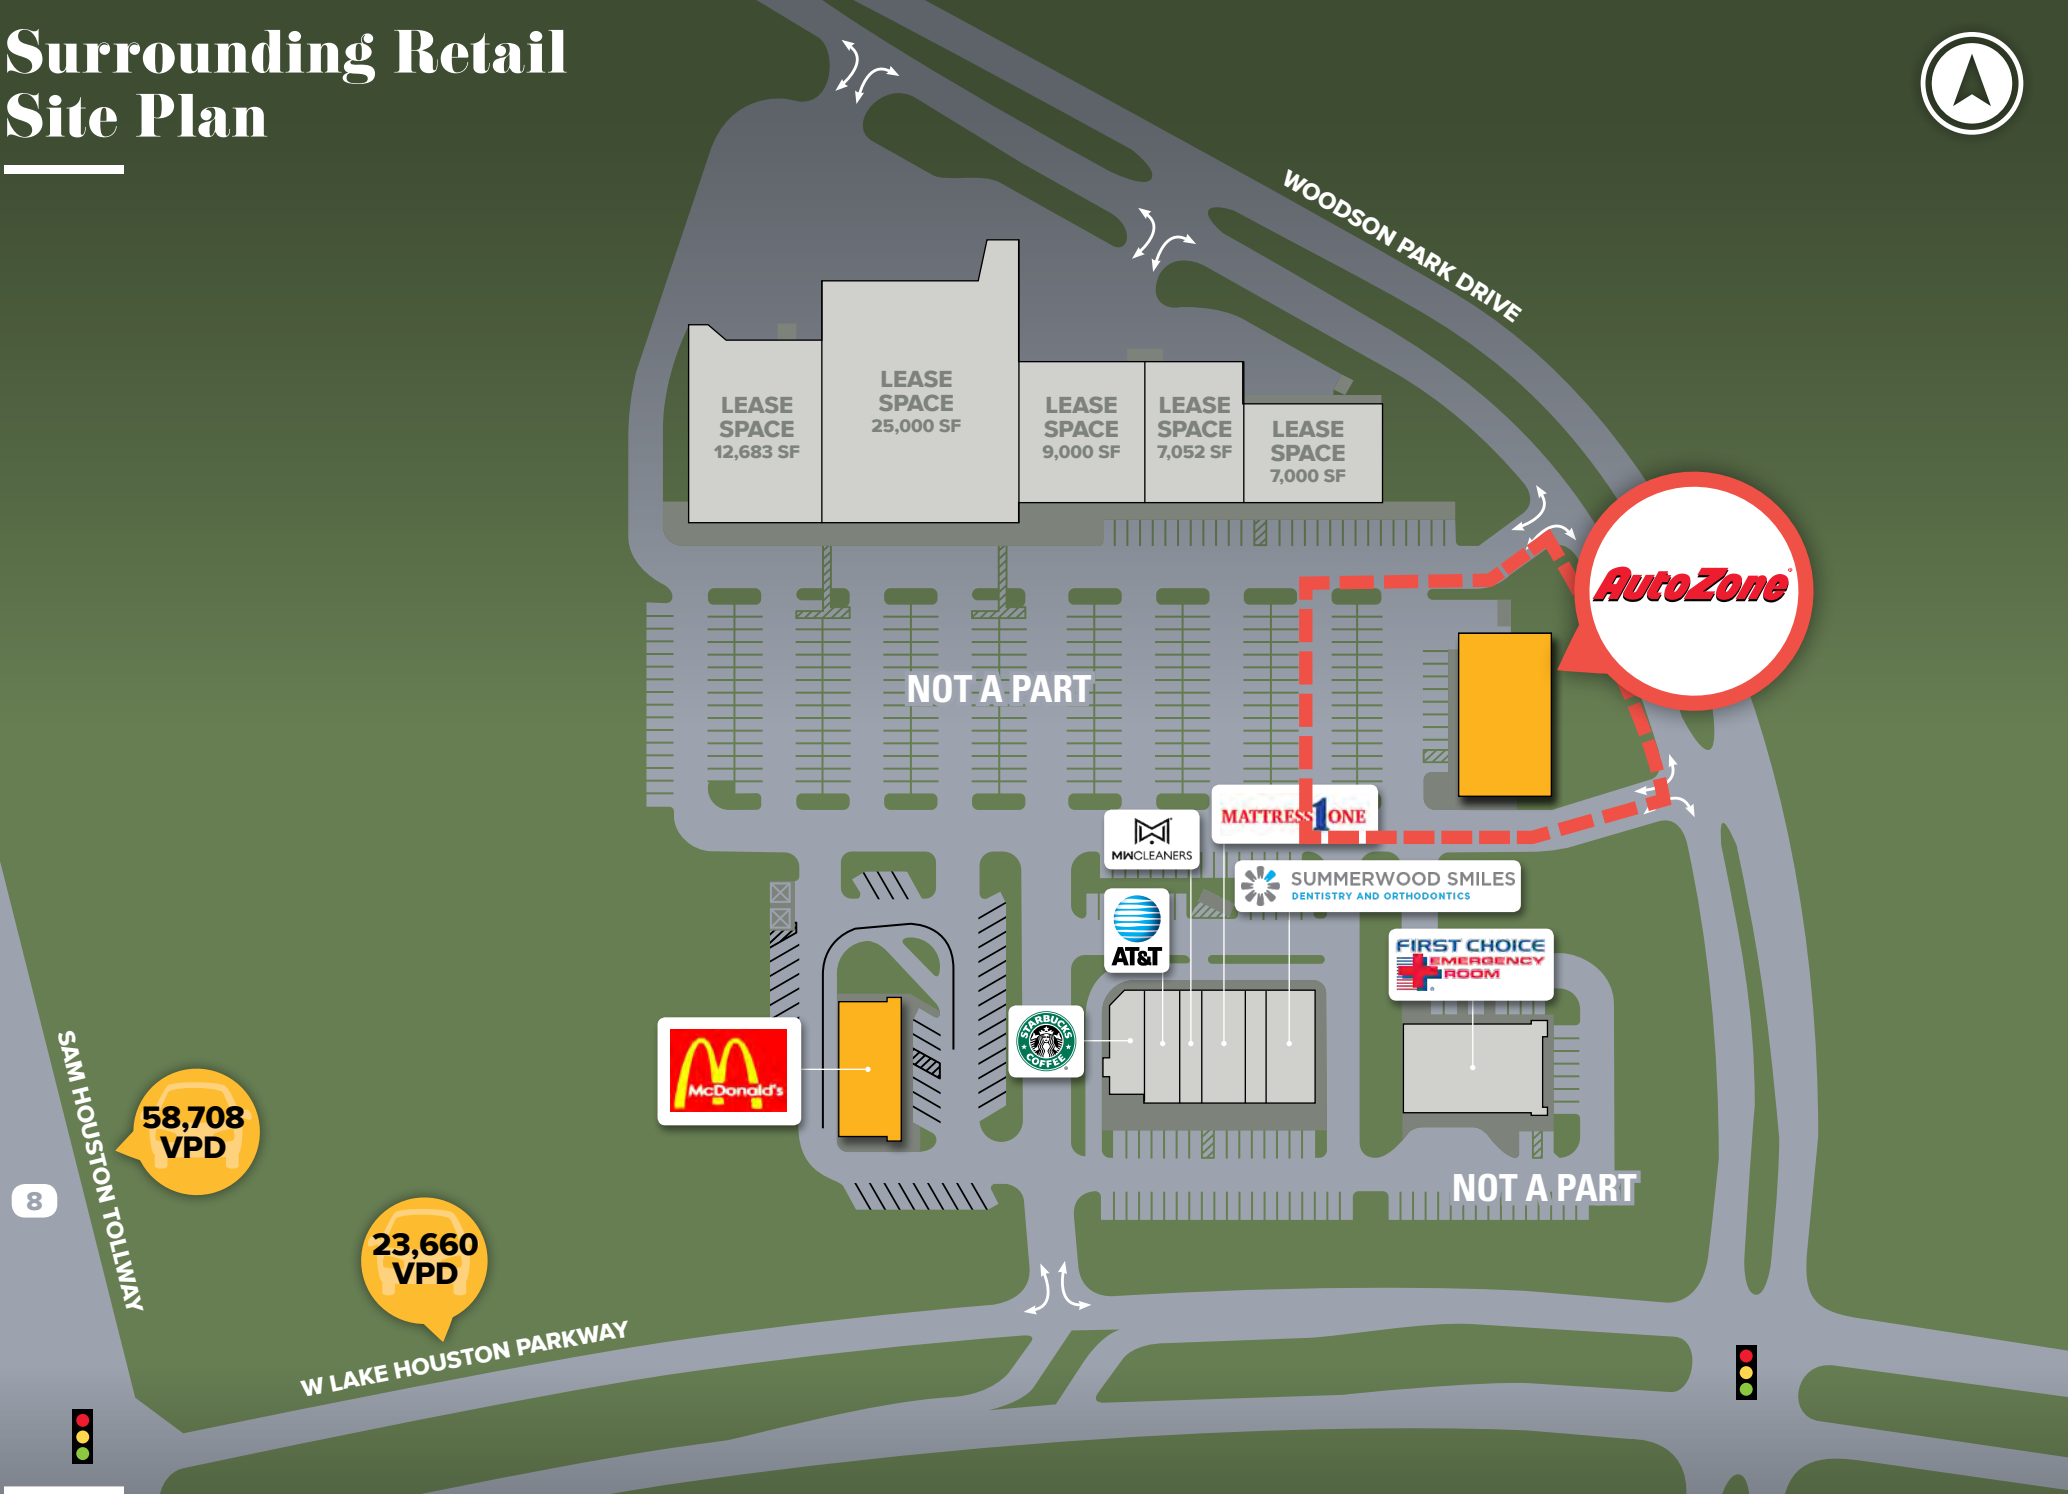 Surrounding Retail
Site Plan
WOODSON PARK DRIVE
LEASE
SPACE
12,683 SF
LEASE
SPACE
25,000 SF
LEASE
SPACE
9,000 SF
LEASE
SPACE
7,052 SF
LEASE
SPACE
7,000 SF
AutoZone
NOT A PART
MATTRESS 1 ONE
MWCLEANERS
SUMMERWOOD SMILES
DENTISTRY AND ORTHODONTICS
AT&T
FIRST CHOICE
EMERGENCY
ROOM
STARBUCKS
COFFEE
McDonald's
NOT A PART
SAM HOUSTON TOLLWAY
58,708
VPD
8
23,660
VPD
W LAKE HOUSTON PARKWAY